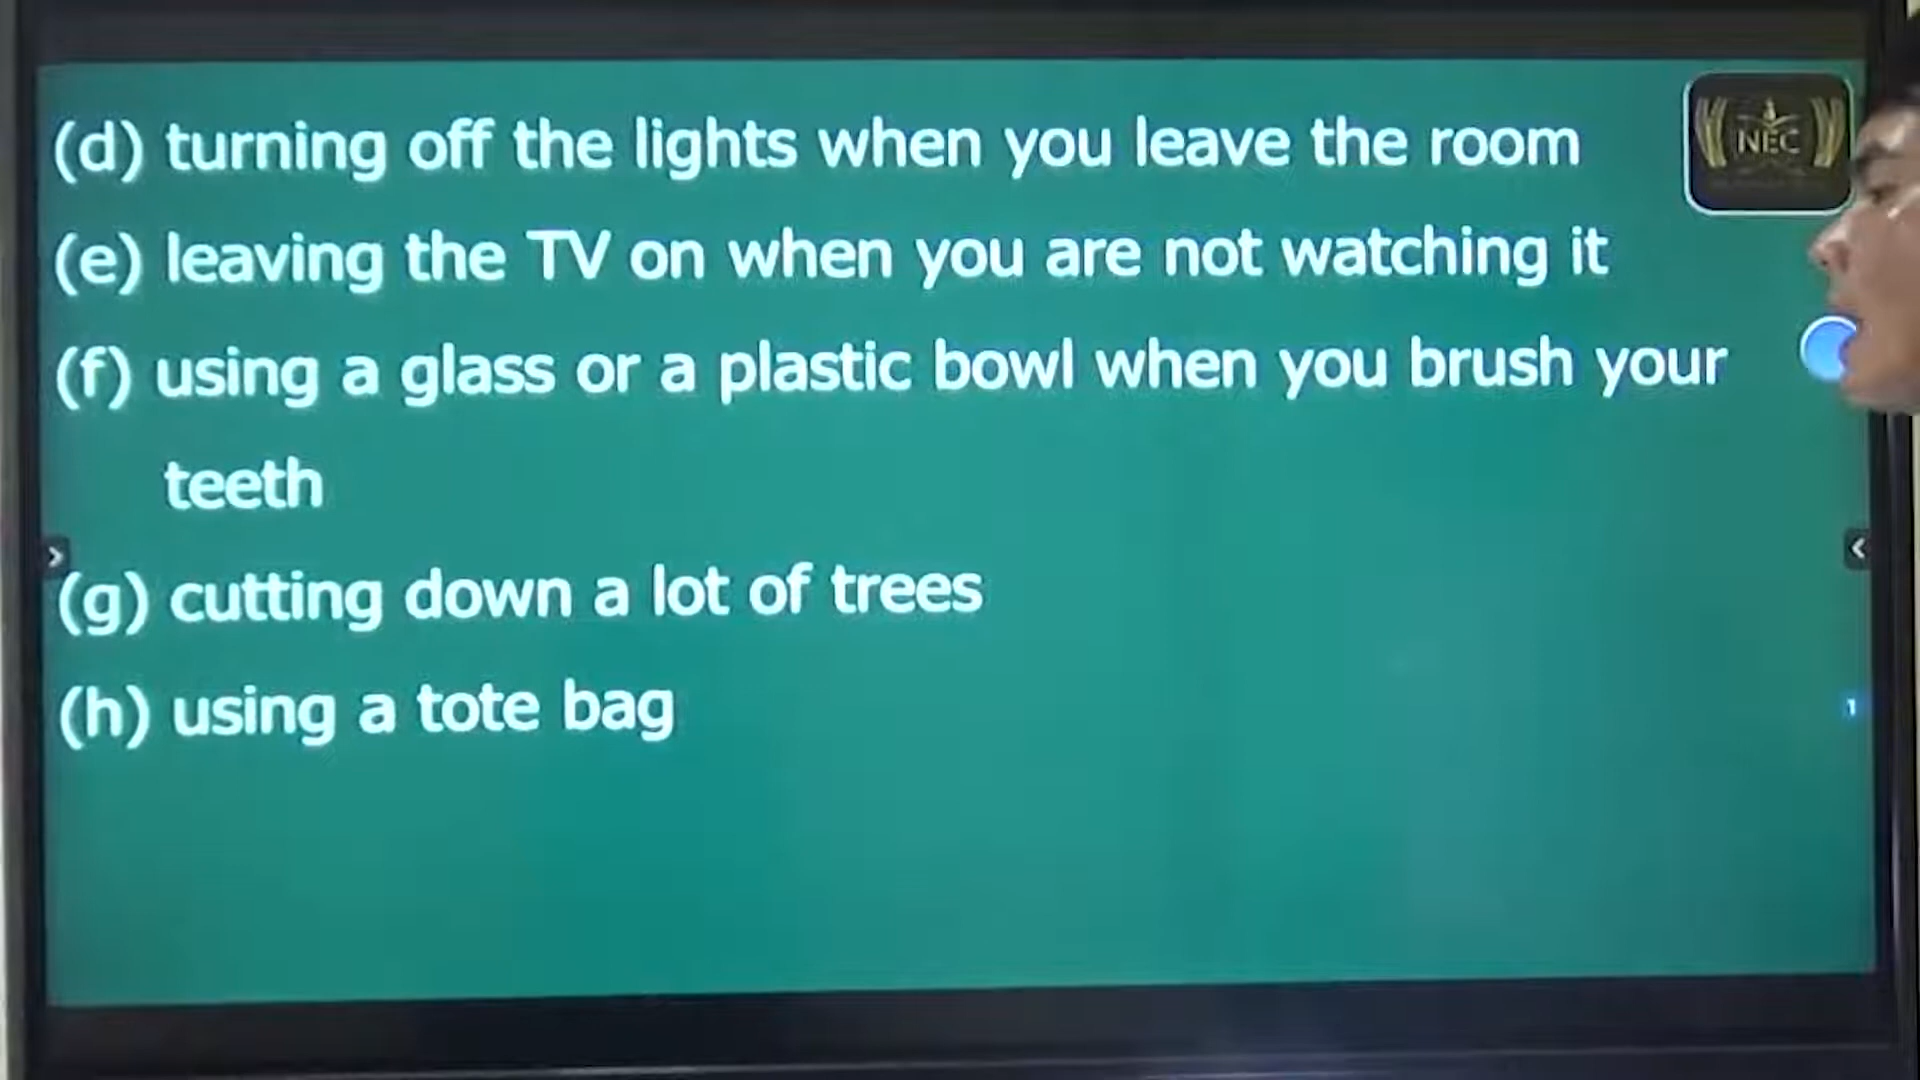 (d) turning off the lights when you leave the room
NEC
(e) leaving the TV on when you are not watching it
(f) using a glass or a plastic bowl when you brush your
teeth
(g) cutting down a lot of trees
(h) using a tote bag
1